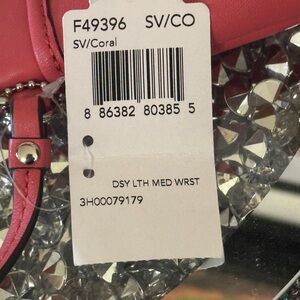 F49396 SV/CO
SV/Coral
8 86382 80385 5
DSY LTH MED WRST
3H00079179